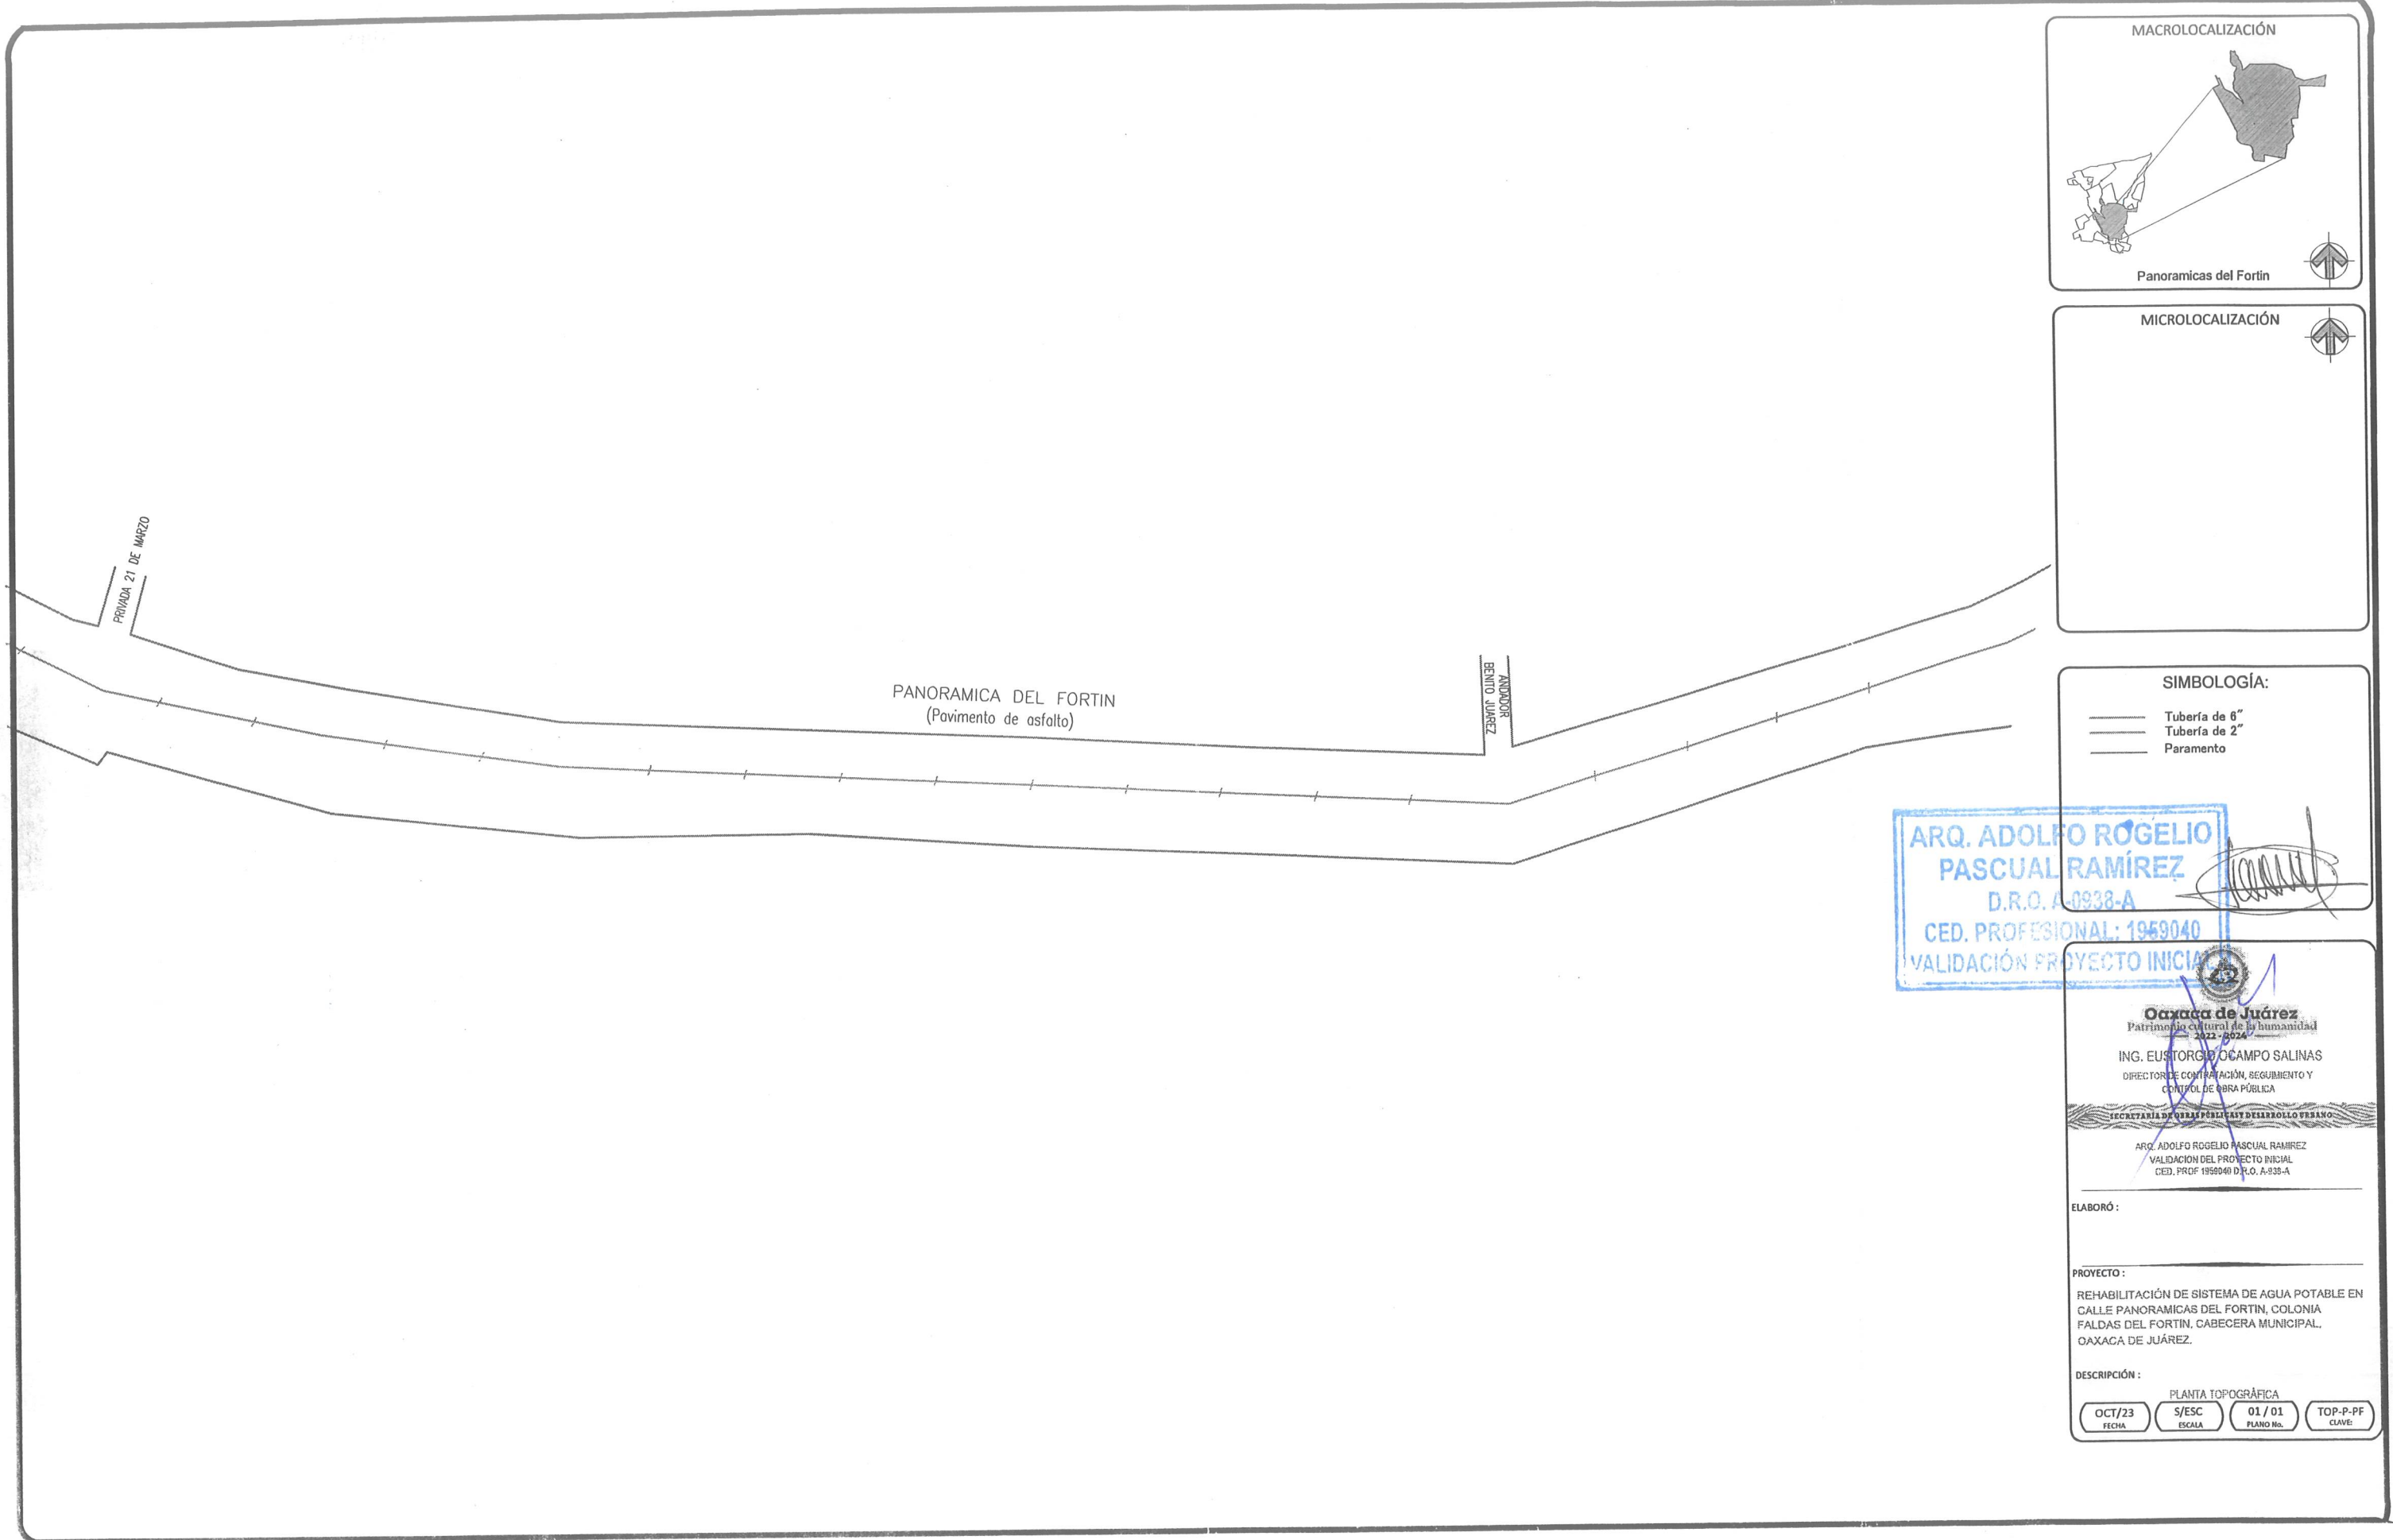 MACROLOCALIZACIÓN
Panoramicas del Fortin
MICROLOCALIZACIÓN
PRIVADA 21 DE MARZO
PANORAMICA DEL FORTIN
(Pavimento de asfalto)
ANDADOR
BENITO JUAREZ
SIMBOLOGÍA:
Tubería de 6"
Tubería de 2"
Paramento
ARQ. ADOLFO ROGELIO
PASCUAL RAMÍREZ
D.R.O. A-0938-A
CED. PROFESIONAL: 1959040
VALIDACIÓN PROYECTO INICIAL
Oaxaca de Juárez
Patrimonio cultural de la humanidad
2022 - 2024
ING. EUSTORGIO OCAMPO SALINAS
DIRECTOR DE CONTRATACIÓN, SEGUIMIENTO Y
CONTROL DE OBRA PÚBLICA
SECRETARÍA DE OBRAS PÚBLICAS Y DESARROLLO URBANO
ARQ. ADOLFO ROGELIO PASCUAL RAMIREZ
VALIDACION DEL PROYECTO INICIAL
CED. PROF 1959040 D.R.O. A-938-A
ELABORÓ :
PROYECTO :
REHABILITACIÓN DE SISTEMA DE AGUA POTABLE EN
CALLE PANORAMICAS DEL FORTIN, COLONIA
FALDAS DEL FORTIN, CABECERA MUNICIPAL,
OAXACA DE JUÁREZ.
DESCRIPCIÓN :
PLANTA TOPOGRÁFICA
OCT/23
FECHA
S/ESC
ESCALA
01 / 01
PLANO No.
TOP-P-PF
CLAVE: